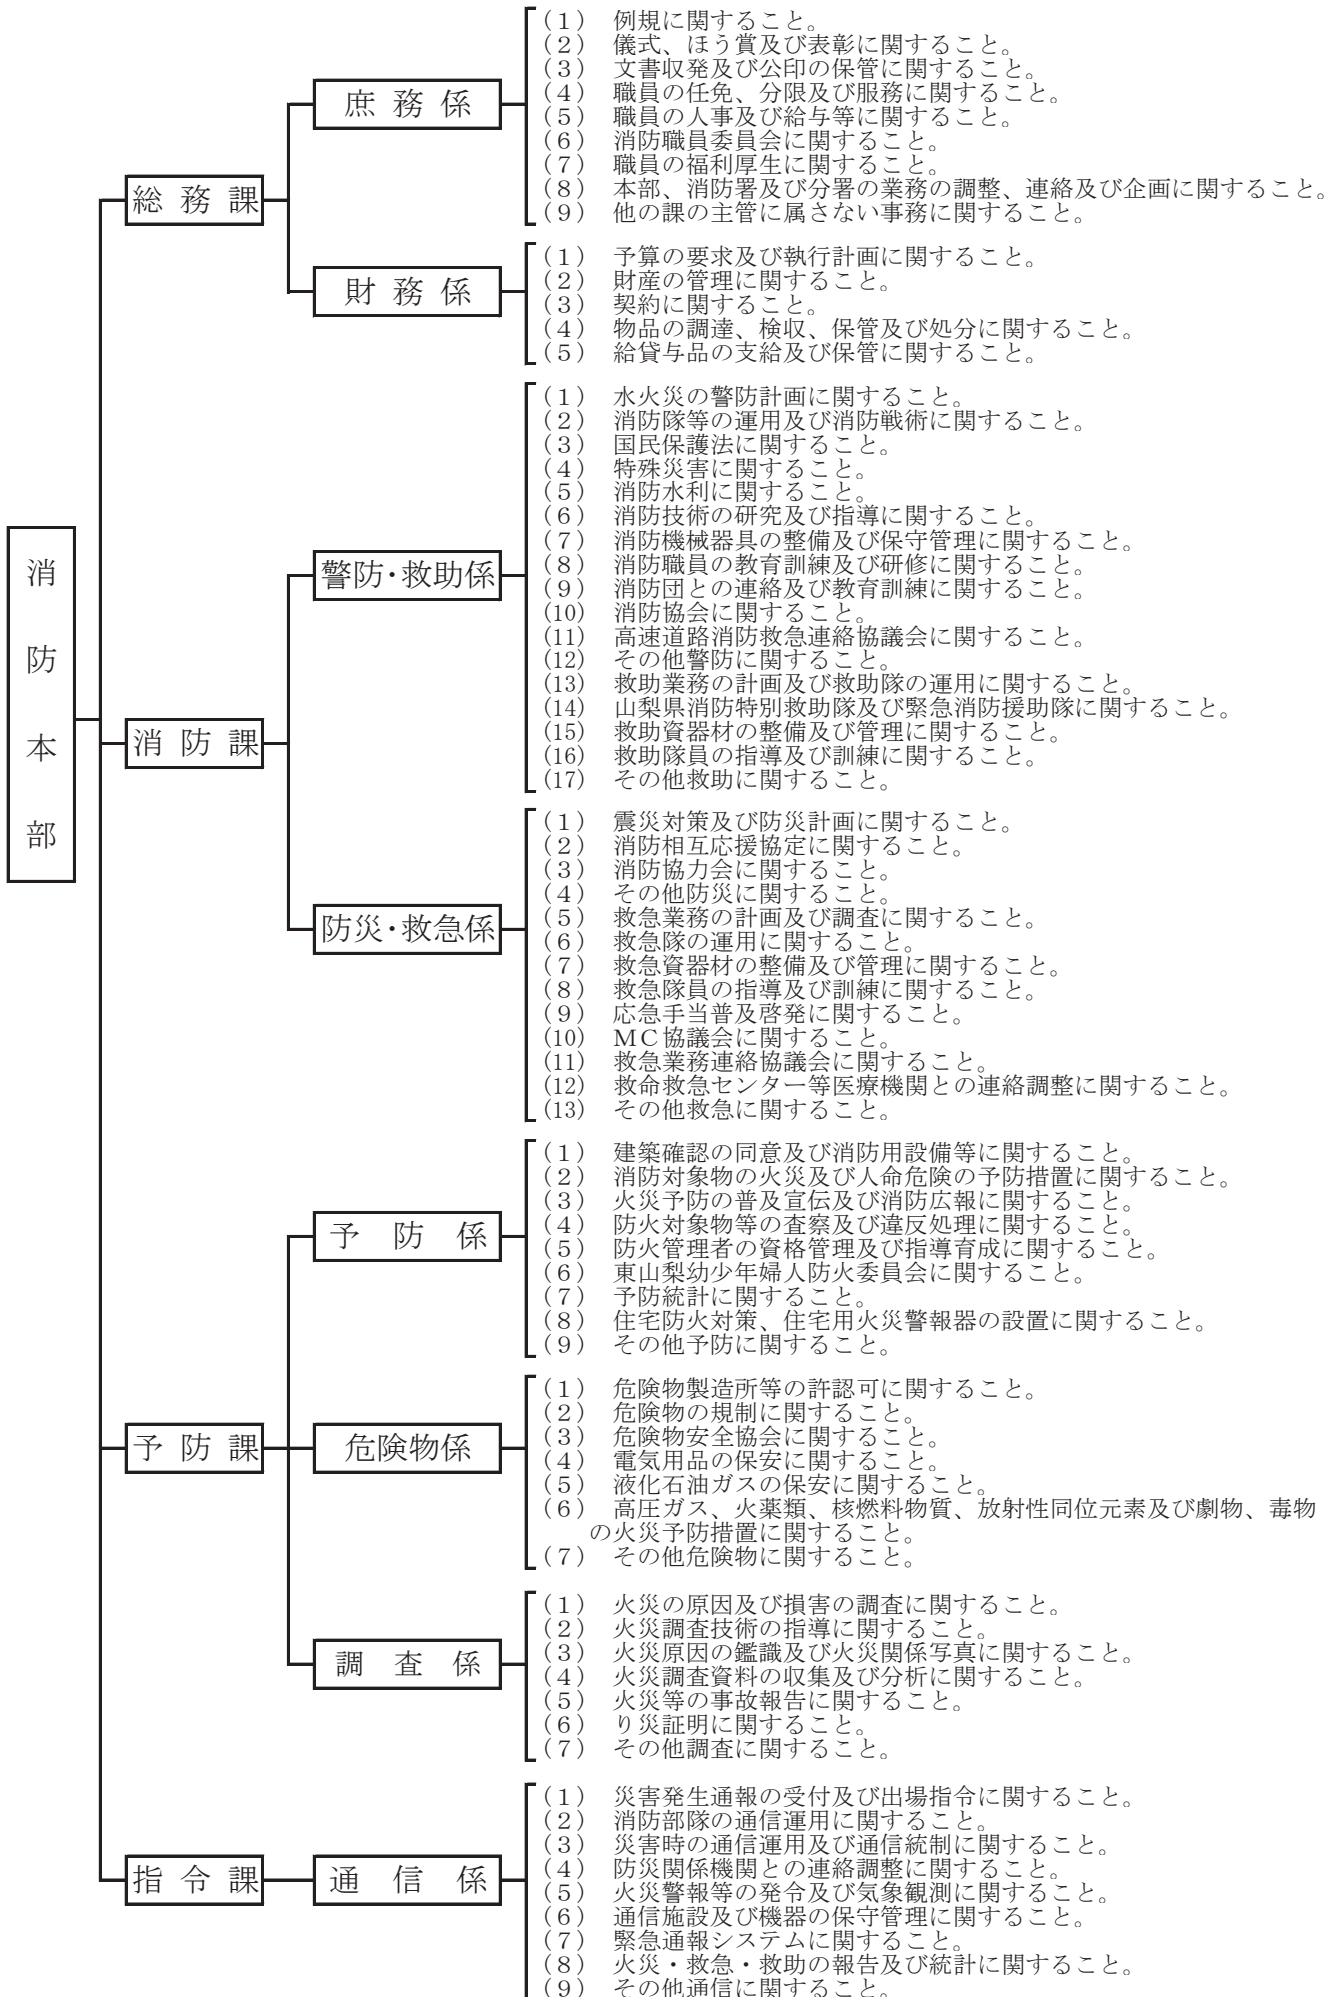 消防本部
総務課
庶務係
(１) 例規に関すること。
(２) 儀式、ほう賞及び表彰に関すること。
(３) 文書収発及び公印の保管に関すること。
(４) 職員の任免、分限及び服務に関すること。
(５) 職員の人事及び給与等に関すること。
(６) 消防職員委員会に関すること。
(７) 職員の福利厚生に関すること。
(８) 本部、消防署及び分署の業務の調整、連絡及び企画に関すること。
(９) 他の課の主管に属さない事務に関すること。
財務係
(１) 予算の要求及び執行計画に関すること。
(２) 財産の管理に関すること。
(３) 契約に関すること。
(４) 物品の調達、検収、保管及び処分に関すること。
(５) 給貸与品の支給及び保管に関すること。
消防課
警防・救助係
(１) 水火災の警防計画に関すること。
(２) 消防隊等の運用及び消防戦術に関すること。
(３) 国民保護法に関すること。
(４) 特殊災害に関すること。
(５) 消防水利に関すること。
(６) 消防技術の研究及び指導に関すること。
(７) 消防機械器具の整備及び保守管理に関すること。
(８) 消防職員の教育訓練及び研修に関すること。
(９) 消防団との連絡及び教育訓練に関すること。
(10) 消防協会に関すること。
(11) 高速道路消防救急連絡協議会に関すること。
(12) その他警防に関すること。
(13) 救助業務の計画及び救助隊の運用に関すること。
(14) 山梨県消防特別救助隊及び緊急消防援助隊に関すること。
(15) 救助資器材の整備及び管理に関すること。
(16) 救助隊員の指導及び訓練に関すること。
(17) その他救助に関すること。
防災・救急係
(１) 震災対策及び防災計画に関すること。
(２) 消防相互応援協定に関すること。
(３) 消防協力会に関すること。
(４) その他防災に関すること。
(５) 救急業務の計画及び調査に関すること。
(６) 救急隊の運用に関すること。
(７) 救急資器材の整備及び管理に関すること。
(８) 救急隊員の指導及び訓練に関すること。
(９) 応急手当普及啓発に関すること。
(10) ＭＣ協議会に関すること。
(11) 救急業務連絡協議会に関すること。
(12) 救命救急センター等医療機関との連絡調整に関すること。
(13) その他救急に関すること。
予防課
予防係
(１) 建築確認の同意及び消防用設備等に関すること。
(２) 消防対象物の火災及び人命危険の予防措置に関すること。
(３) 火災予防の普及宣伝及び消防広報に関すること。
(４) 防火対象物等の査察及び違反処理に関すること。
(５) 防火管理者の資格管理及び指導育成に関すること。
(６) 東山梨幼少年婦人防火委員会に関すること。
(７) 予防統計に関すること。
(８) 住宅防火対策、住宅用火災警報器の設置に関すること。
(９) その他予防に関すること。
危険物係
(１) 危険物製造所等の許認可に関すること。
(２) 危険物の規制に関すること。
(３) 危険物安全協会に関すること。
(４) 電気用品の保安に関すること。
(５) 液化石油ガスの保安に関すること。
(６) 高圧ガス、火薬類、核燃料物質、放射性同位元素及び劇物、毒物
の火災予防措置に関すること。
(７) その他危険物に関すること。
調査係
(１) 火災の原因及び損害の調査に関すること。
(２) 火災調査技術の指導に関すること。
(３) 火災原因の鑑識及び火災関係写真に関すること。
(４) 火災調査資料の収集及び分析に関すること。
(５) 火災等の事故報告に関すること。
(６) り災証明に関すること。
(７) その他調査に関すること。
指令課
通信係
(１) 災害発生通報の受付及び出場指令に関すること。
(２) 消防部隊の通信運用に関すること。
(３) 災害時の通信運用及び通信統制に関すること。
(４) 防災関係機関との連絡調整に関すること。
(５) 火災警報等の発令及び気象観測に関すること。
(６) 通信施設及び機器の保守管理に関すること。
(７) 緊急通報システムに関すること。
(８) 火災・救急・救助の報告及び統計に関すること。
(９) その他通信に関すること。